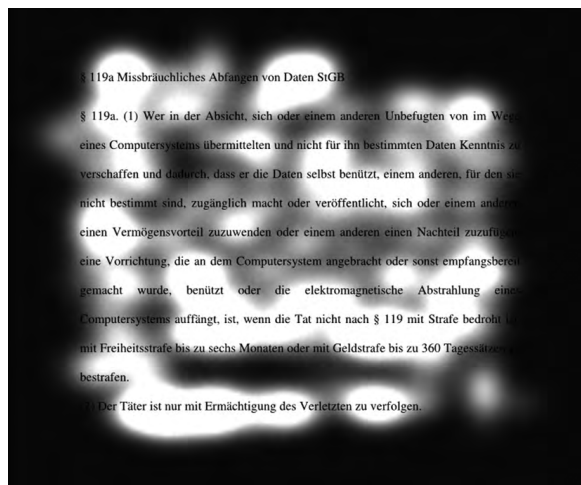 § 119a Missbräuchliches Abfangen von Daten StGB
§ 119a. (1) Wer in der Absicht, sich oder einem anderen Unbefugten von im Wege
eines Computersystems übermittelten und nicht für ihn bestimmten Daten Kenntnis zu
verschaffen und dadurch, dass er die Daten selbst benützt, einem anderen, für den sie
nicht bestimmt sind, zugänglich macht oder veröffentlicht, sich oder einem anderen
einen Vermögensvorteil zuzuwenden oder einem anderen einen Nachteil zuzufügen,
eine Vorrichtung, die an dem Computersystem angebracht oder sonst empfangsbereit
gemacht wurde, benützt oder die elektromagnetische Abstrahlung eines
Computersystems auffängt, ist, wenn die Tat nicht nach § 119 mit Strafe bedroht
mit Freiheitsstrafe bis zu sechs Monaten oder mit Geldstrafe bis zu 360 Tagessätzen
bestrafen.
Der Täter ist nur mit Ermächtigung des Verletzten zu verfolgen.